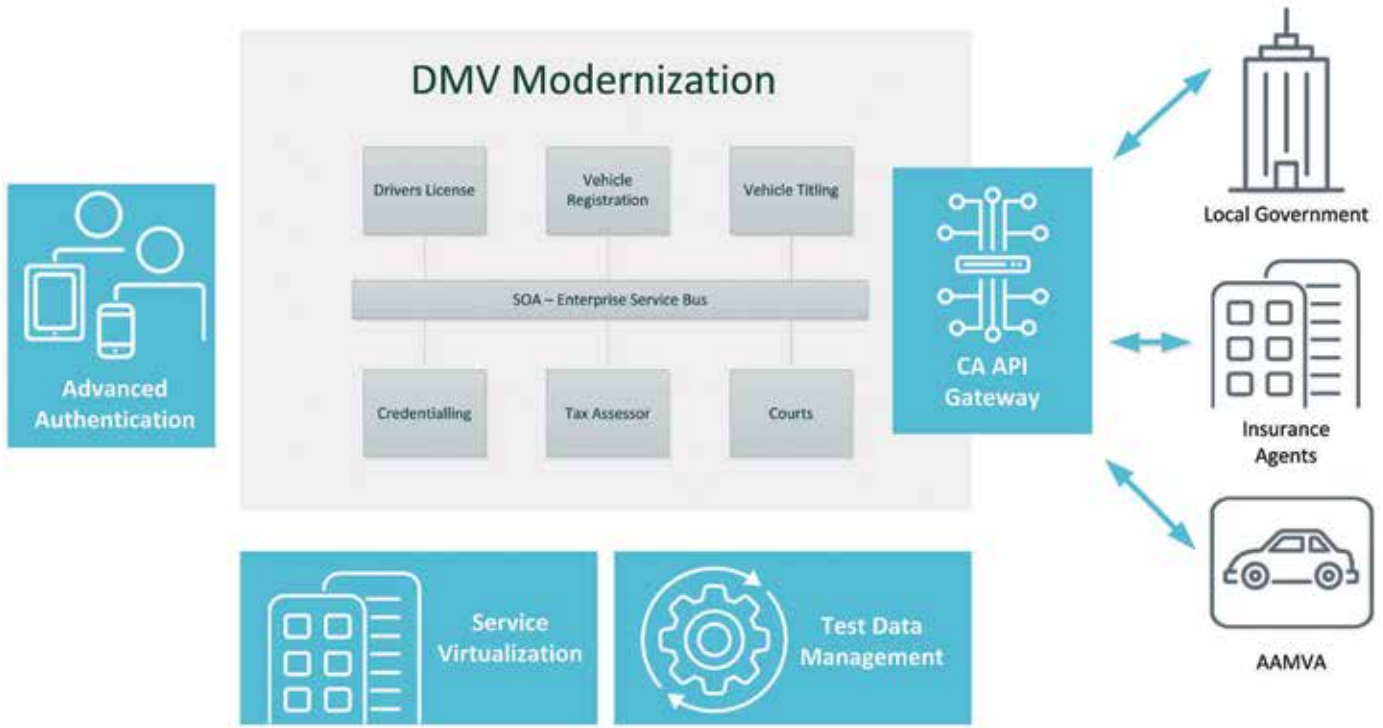 DMV Modernization
Drivers License
Vehicle
Registration
Vehicle Titling
SOA – Enterprise Service Bus
Credentialling
Tax Assessor
Courts
Advanced
Authentication
CA API
Gateway
Local Government
Insurance
Agents
AAMVA
Service
Virtualization
Test Data
Management